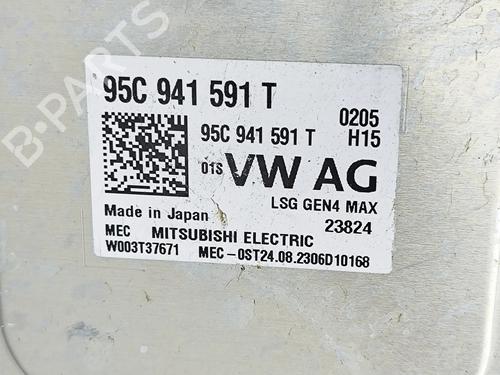 B-PARTS
95C 941 591 T
0205
95C 941 591 T H15
01S VW AG
LSG GEN4 MAX
Made in Japan 23824
MEC MITSUBISHI ELECTRIC
W003T37671 MEC-0ST24.08.2306D10168